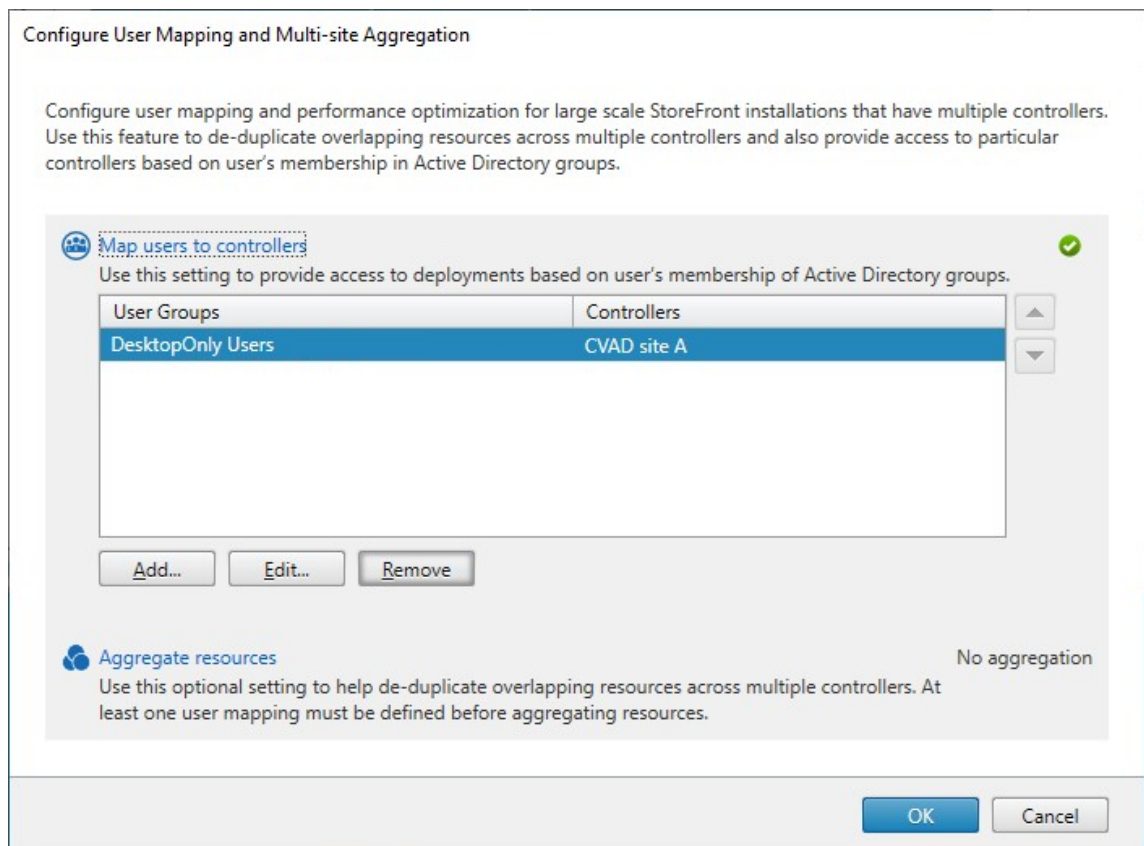 Configure User Mapping and Multi-site Aggregation
Configure user mapping and performance optimization for large scale StoreFront installations that have multiple controllers.
Use this feature to de-duplicate overlapping resources across multiple controllers and also provide access to particular
controllers based on user's membership in Active Directory groups.
Map users to controllers
Use this setting to provide access to deployments based on user's membership of Active Directory groups.
User Groups Controllers
DesktopOnly Users CVAD site A
Add... Edit... Remove
Aggregate resources No aggregation
Use this optional setting to help de-duplicate overlapping resources across multiple controllers. At
least one user mapping must be defined before aggregating resources.
OK Cancel